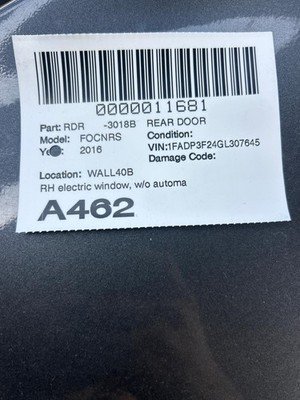 0000011681
Part: RDR -3018B REAR DOOR
Model: FOCNRS Condition:
2016 VIN:1FADP3F24GL307645
Damage Code:
Location: WALL40B
RH electric window, w/o automa
A462